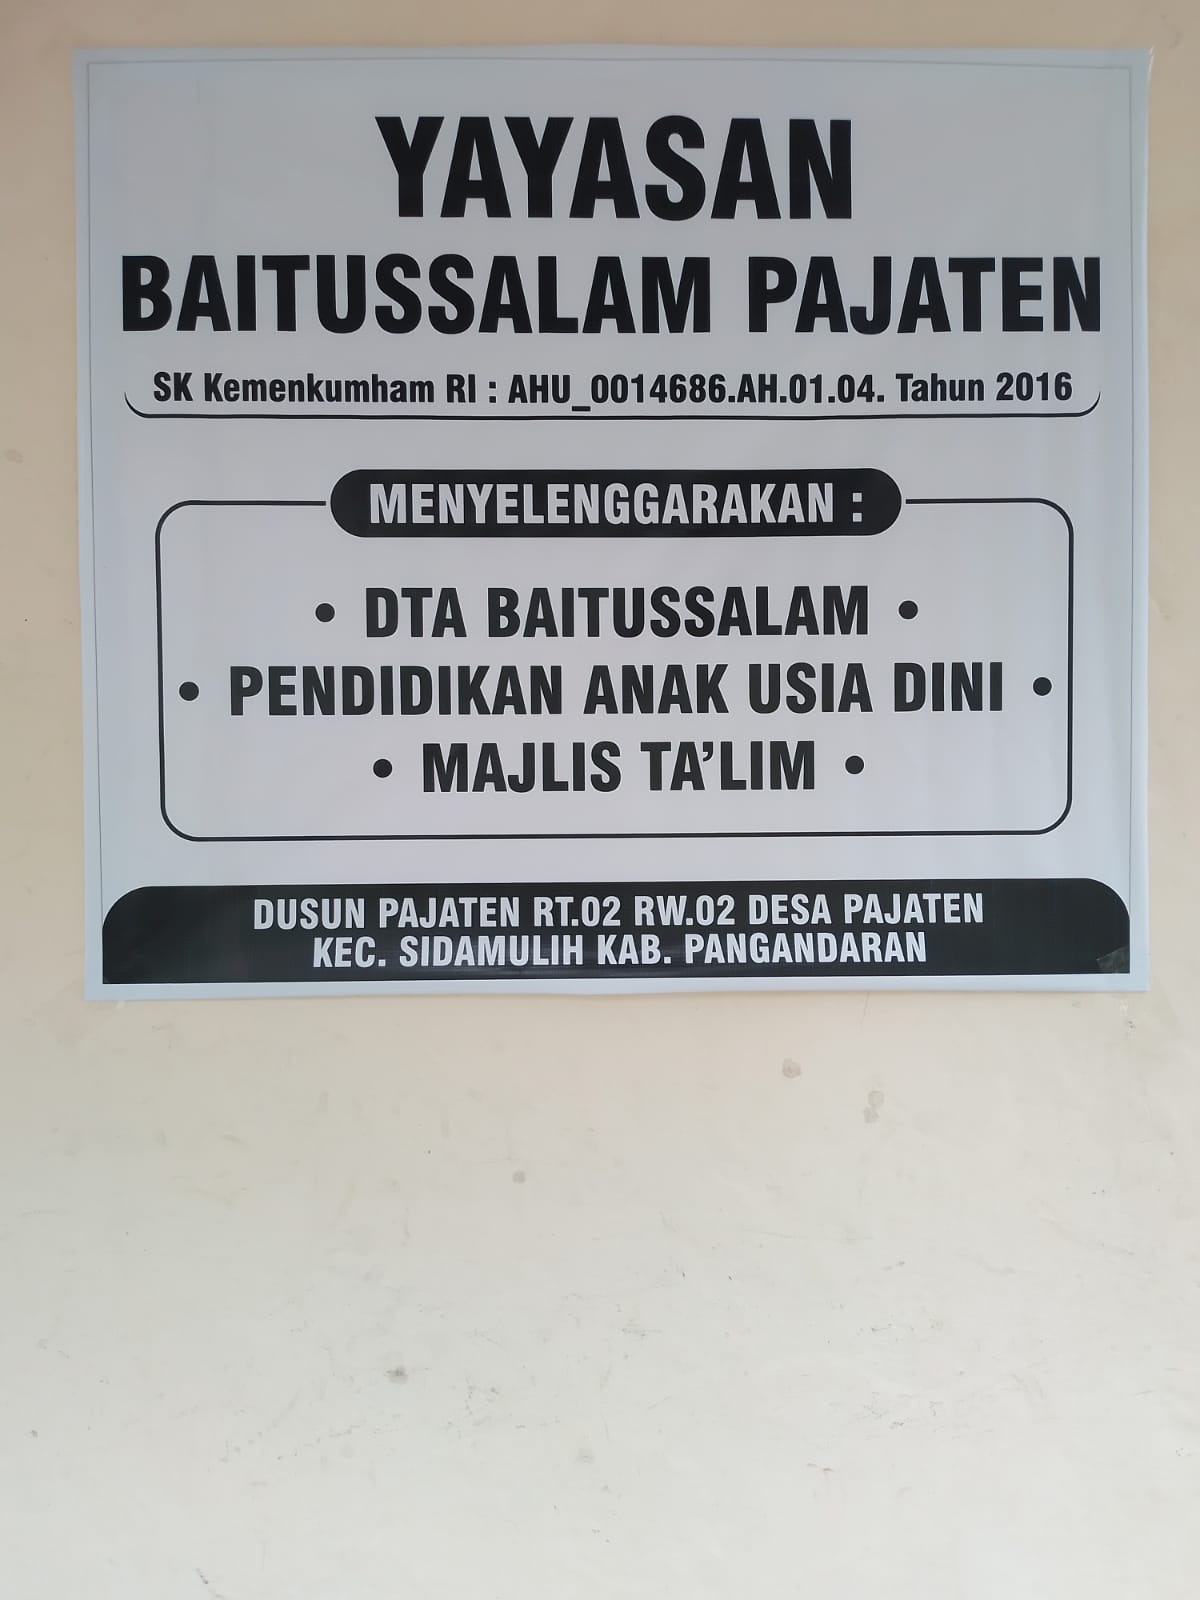 YAYASAN
BAITUSSALAM PAJATEN
SK Kemenkumham RI : AHU_0014686.AH.01.04. Tahun 2016
MENYELENGGARAKAN :
• DTA BAITUSSALAM •
• PENDIDIKAN ANAK USIA DINI •
• MAJLIS TA’LIM •
DUSUN PAJATEN RT.02 RW.02 DESA PAJATEN
KEC. SIDAMULIH KAB. PANGANDARAN